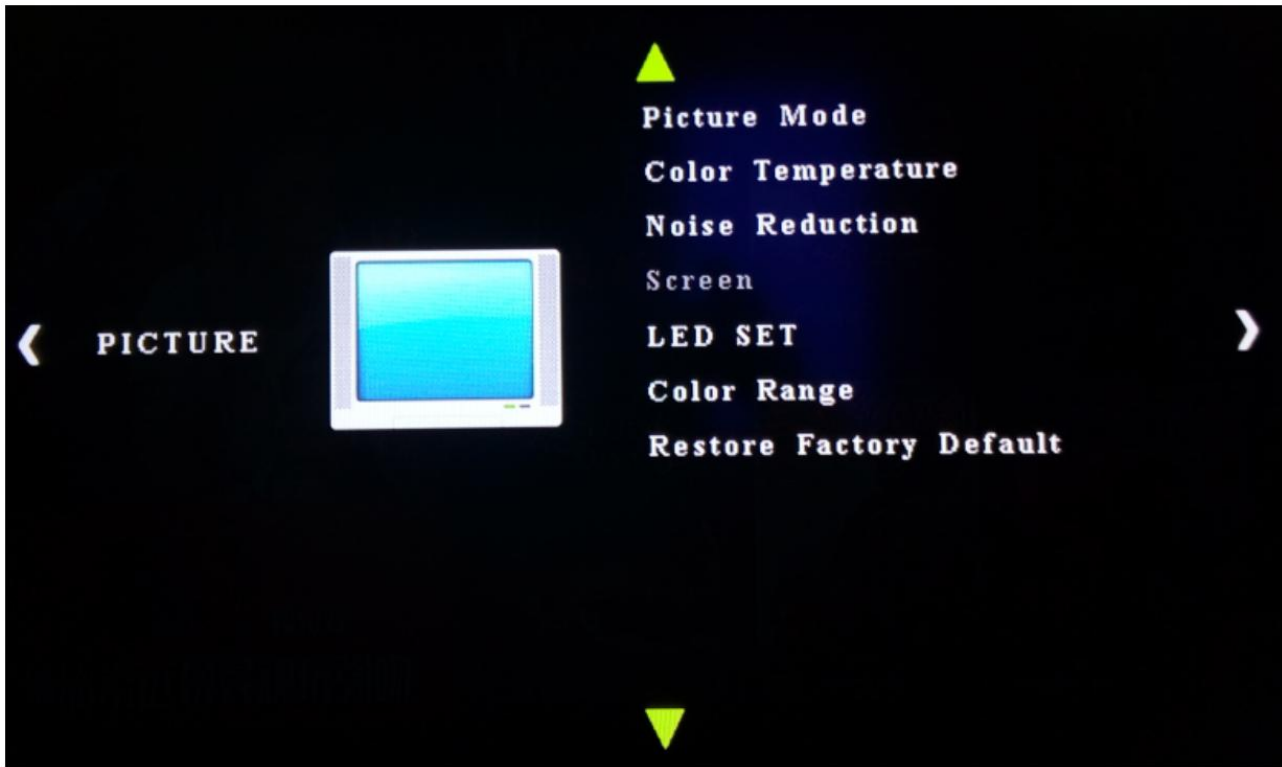 PICTURE
Picture Mode
Color Temperature
Noise Reduction
Screen
LED SET
Color Range
Restore Factory Default